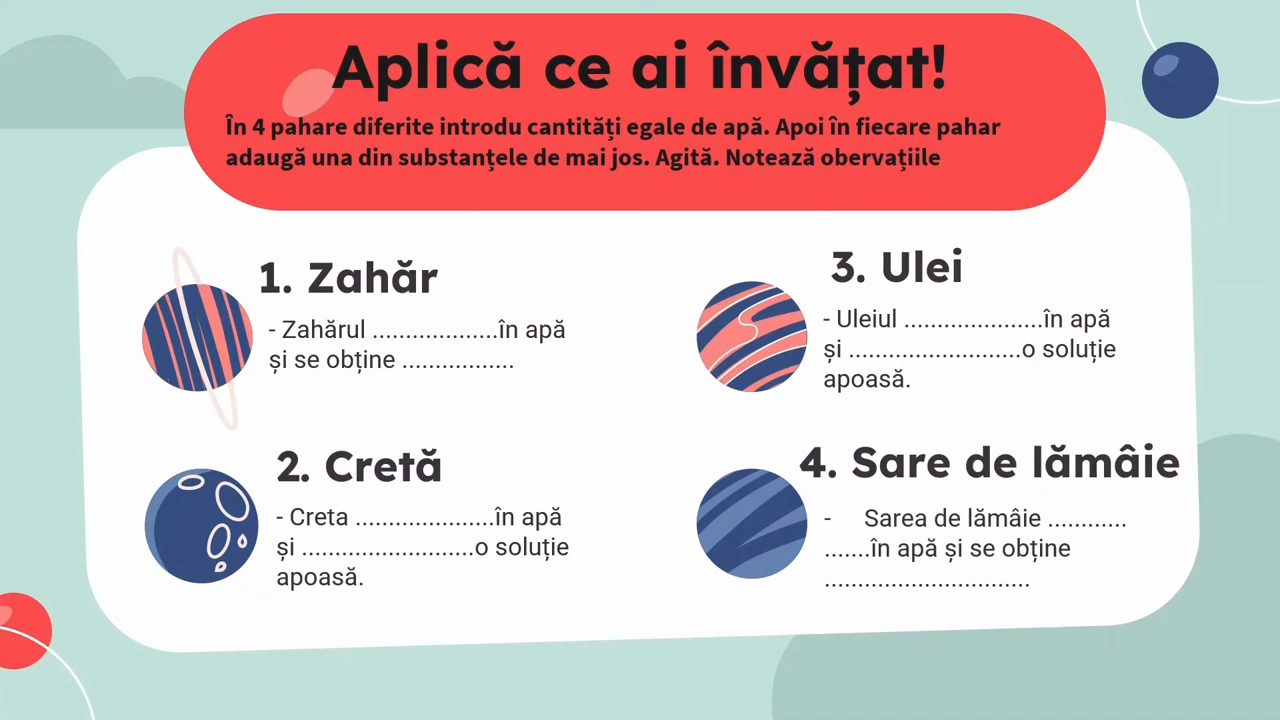 Aplică ce ai învățat!
În 4 pahare diferite introdu cantități egale de apă. Apoi în fiecare pahar
adaugă una din substanțele de mai jos. Agită. Notează obervațiile
1. Zahăr
- Zahărul ...................în apă
și se obține .................
2. Cretă
- Creta .....................în apă
și ..........................o soluție
apoasă.
3. Ulei
- Uleiul .....................în apă
și ..........................o soluție
apoasă.
4. Sare de lămâie
- Sarea de lămâie ............
.......în apă și se obține
...............................